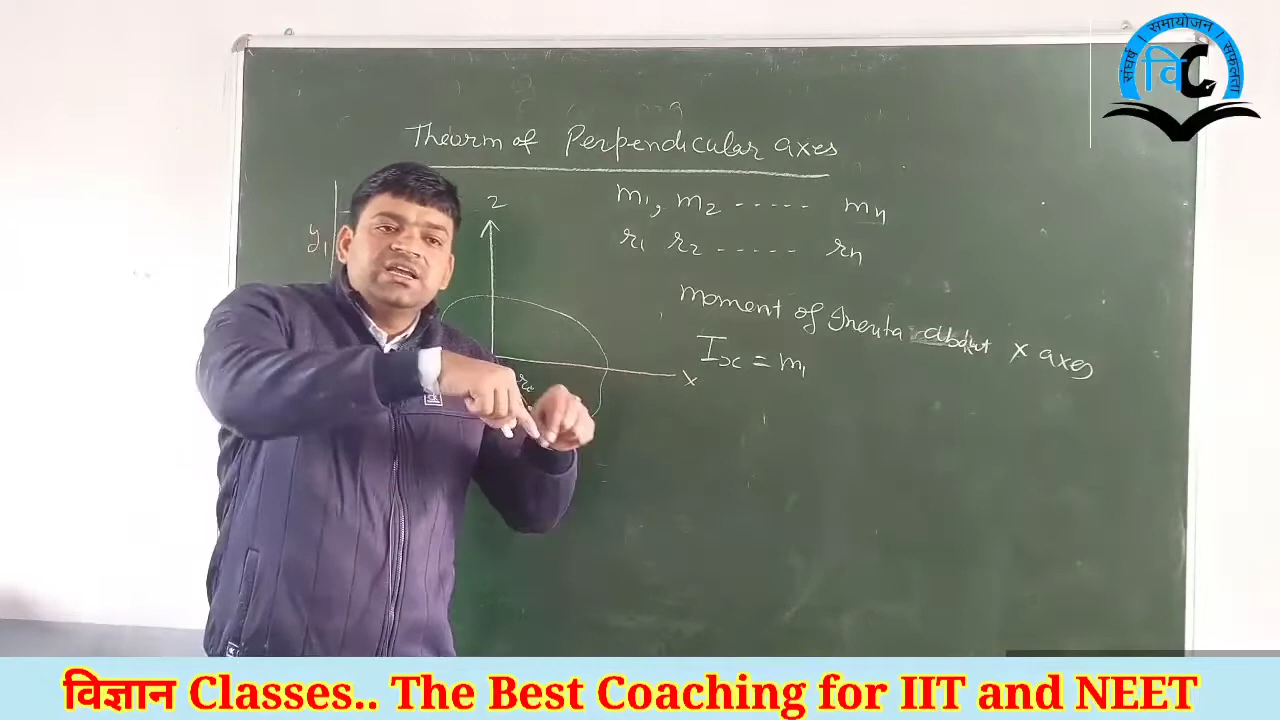 संघर्ष । समायोजन । सफलता
वि
Theorm of Perpendicular axes
z
y1
m1, m2 ----- mn
r1 r2 ----- rn
moment of Inertia about x axes
Ix = m1
x
विज्ञान Classes.. The Best Coaching for IIT and NEET